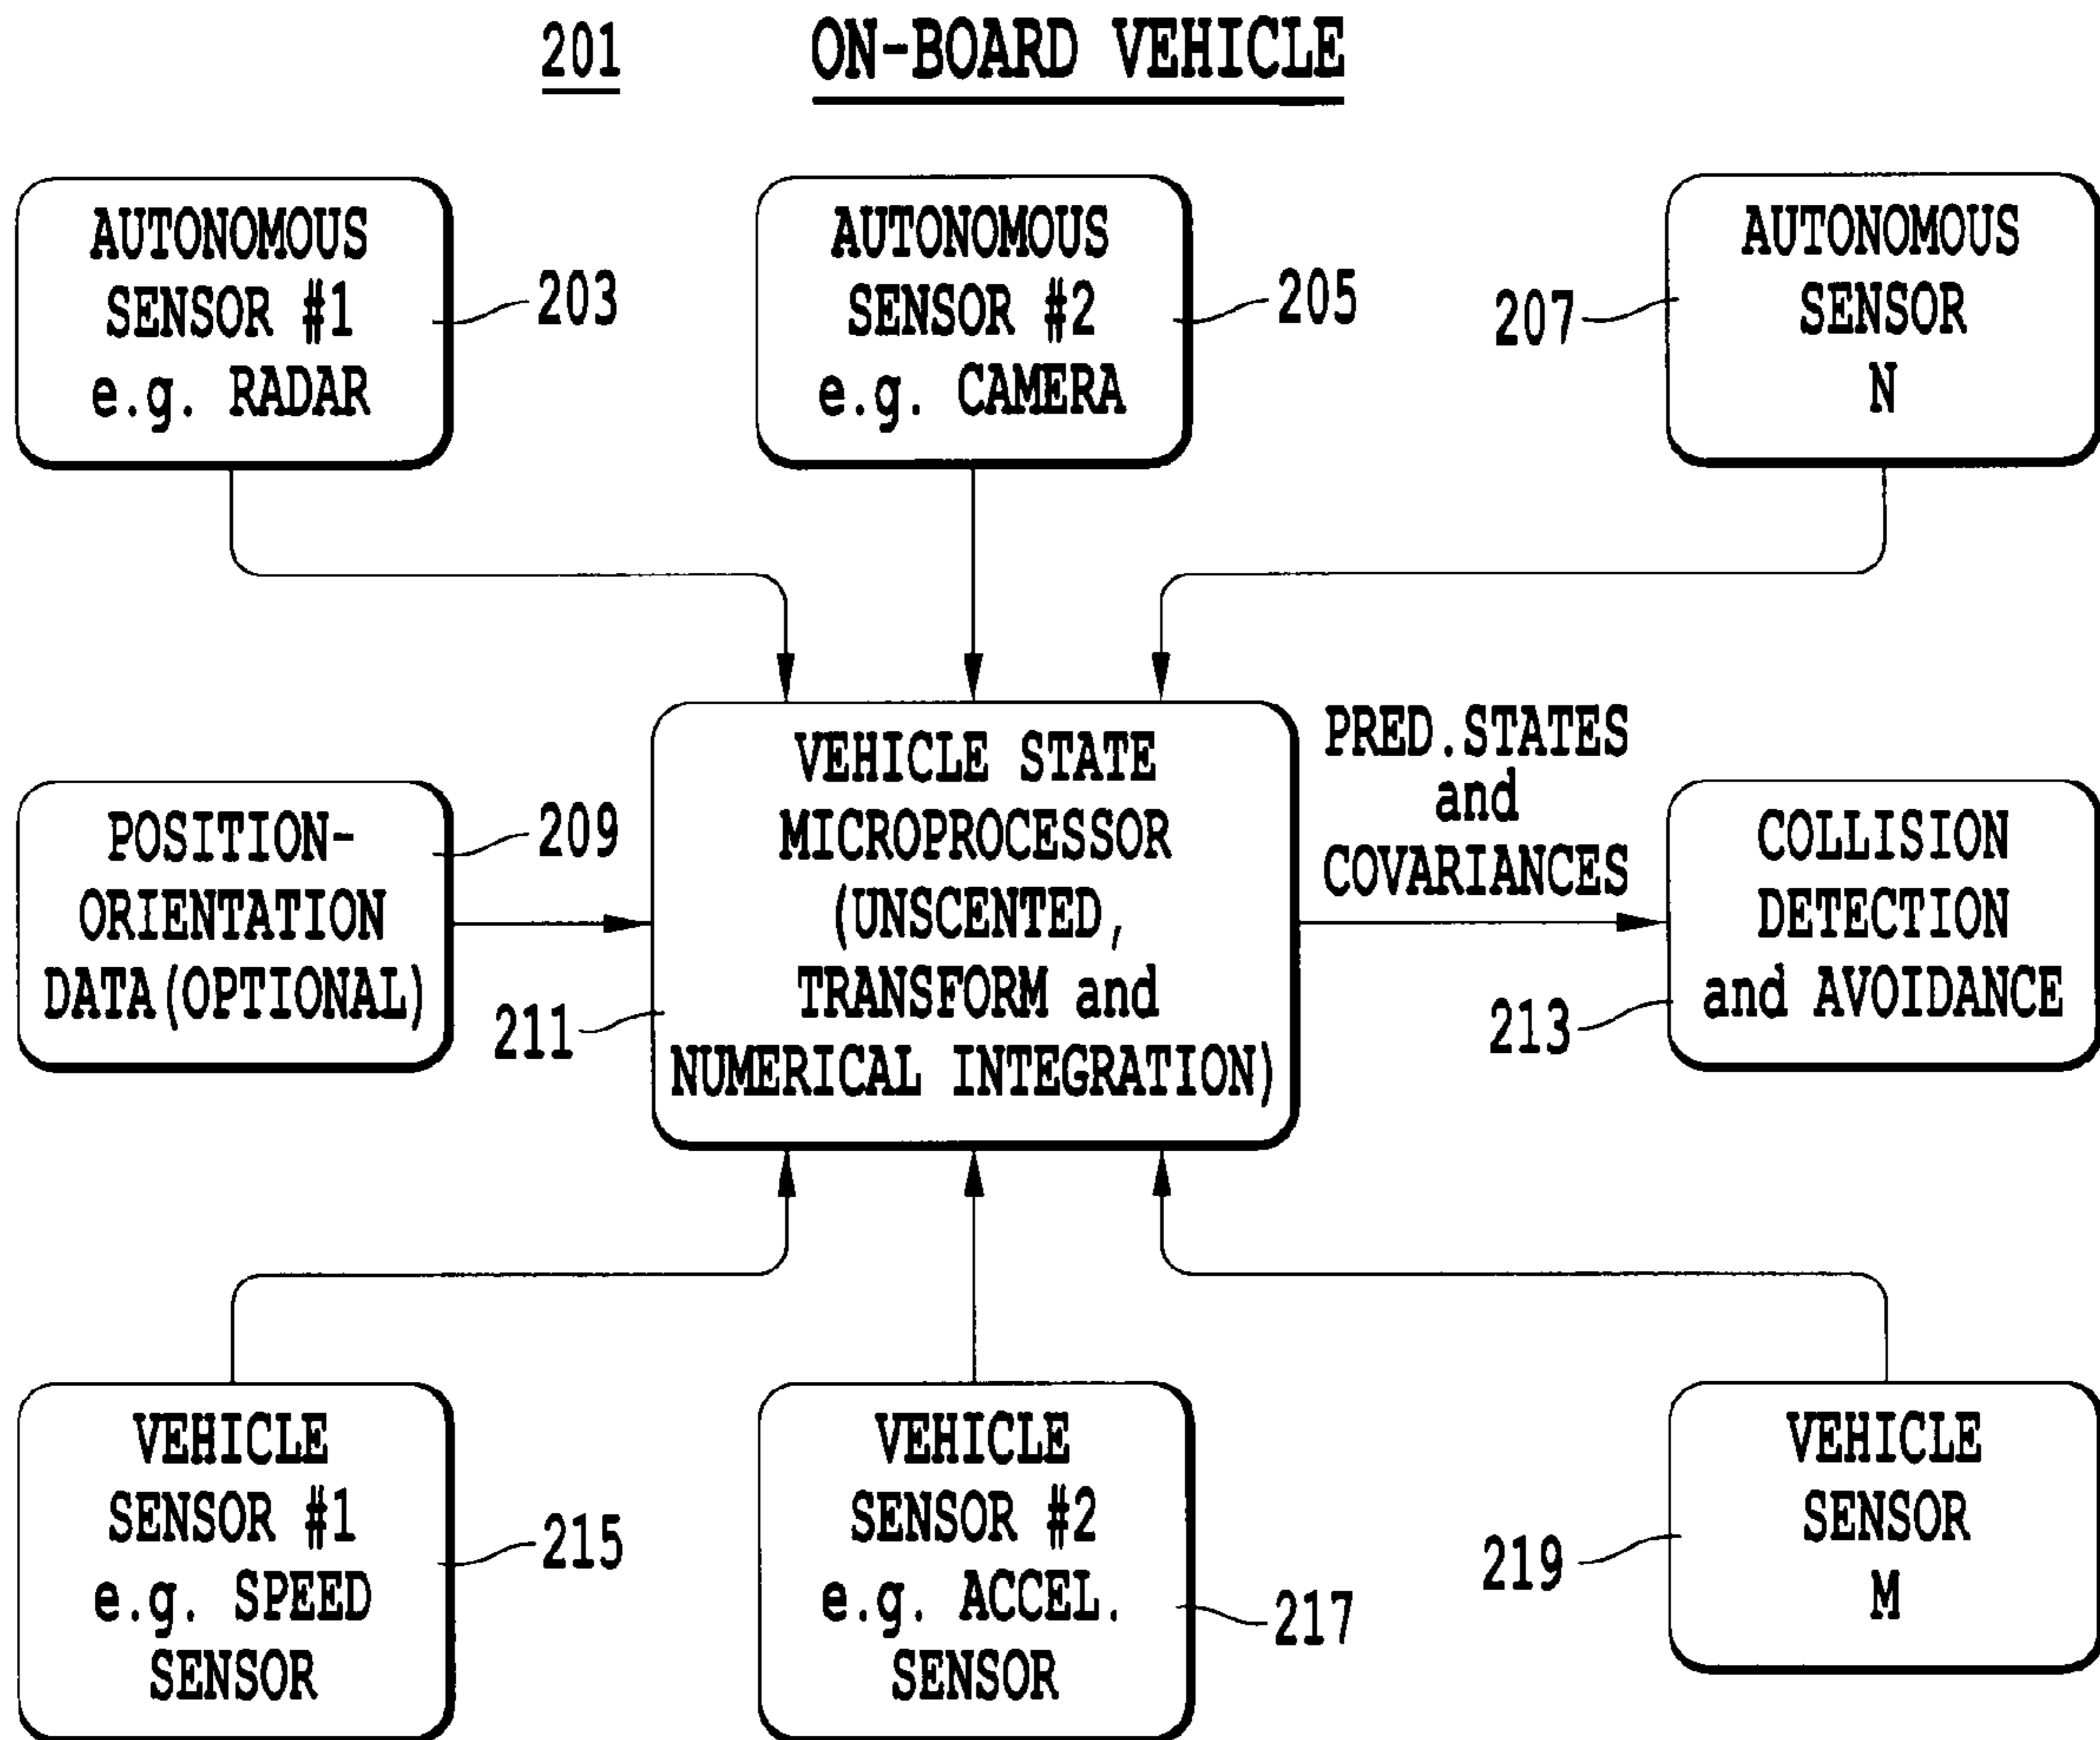 201 ON-BOARD VEHICLE
AUTONOMOUS
SENSOR #1
e.g. RADAR
203
AUTONOMOUS
SENSOR #2
e.g. CAMERA
205
207
AUTONOMOUS
SENSOR
N
POSITION-
ORIENTATION
DATA(OPTIONAL)
209
VEHICLE STATE
MICROPROCESSOR
(UNSCENTED,
TRANSFORM and
NUMERICAL INTEGRATION)
211
PRED.STATES
and
COVARIANCES
COLLISION
DETECTION
and AVOIDANCE
213
VEHICLE
SENSOR #1
e.g. SPEED
SENSOR
215
VEHICLE
SENSOR #2
e.g. ACCEL.
SENSOR
217
219
VEHICLE
SENSOR
M